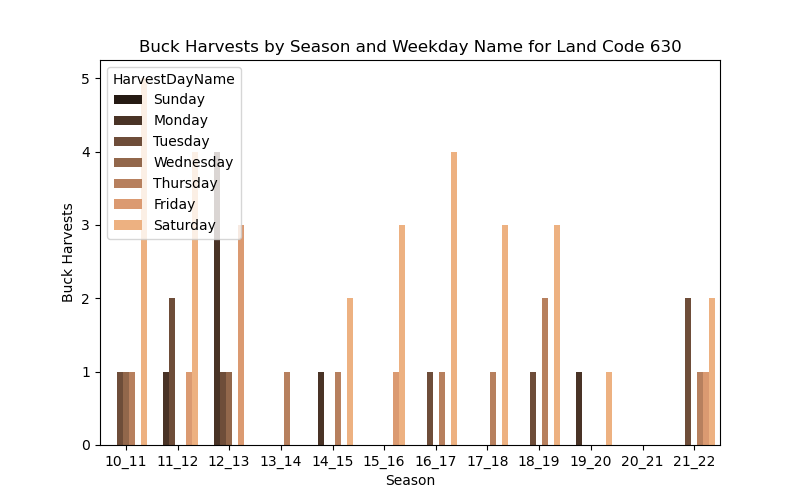 Buck Harvests by Season and Weekday Name for Land Code 630
HarvestDayName
Sunday
Monday
Tuesday
Wednesday
Thursday
Friday
Saturday
5
4
3
2
1
0
Buck Harvests
10_11 11_12 12_13 13_14 14_15 15_16 16_17 17_18 18_19 19_20 20_21 21_22
Season